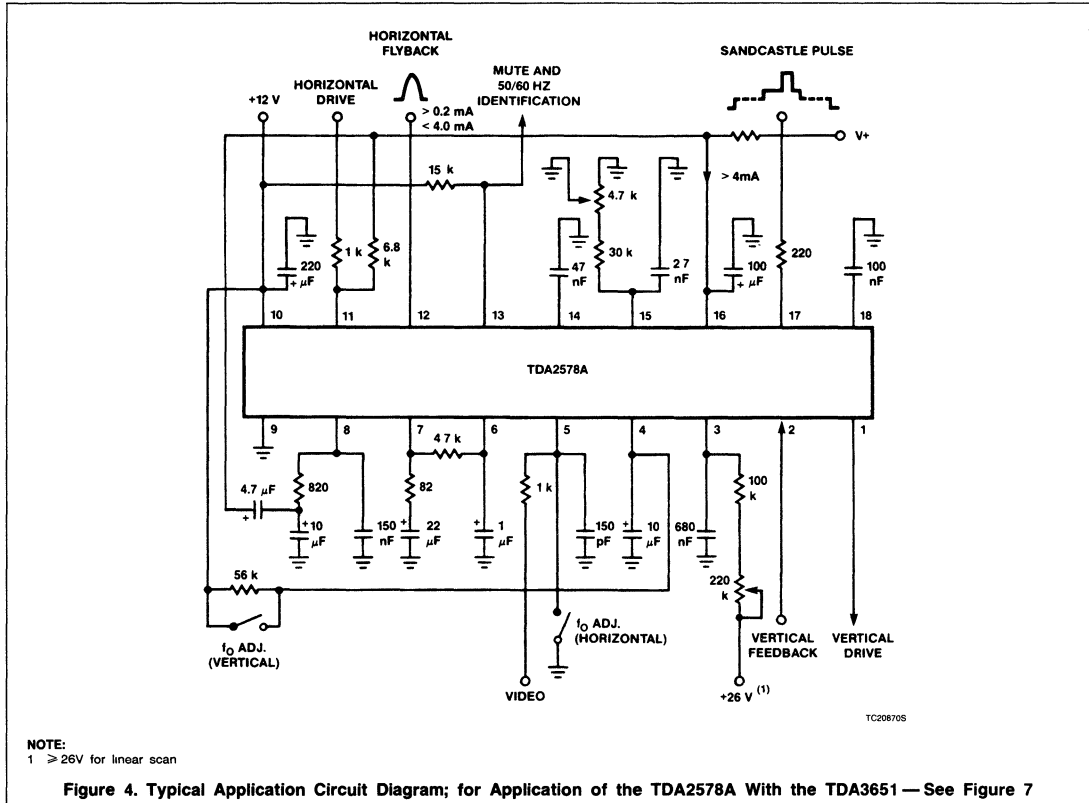 HORIZONTAL
FLYBACK
SANDCASTLE PULSE
MUTE AND
50/60 HZ
IDENTIFICATION
HORIZONTAL
DRIVE
+12 V
> 0.2 mA
< 4.0 mA
V+
15 k
> 4mA
4.7 k
220
+ µF
1 k
6.8
k
47
nF
30 k
2 7
nF
100
+ µF
220
100
nF
10
11
12
13
14
15
16
17
18
TDA2578A
9
8
7
6
5
4
3
2
1
4 7 k
4.7 µF
+
820
82
1 k
100
k
+
10
µF
150
nF
+
22
µF
+
1
µF
150
pF
+
10
µF
680
nF
56 k
220
k
fO ADJ.
(VERTICAL)
fO ADJ.
(HORIZONTAL)
VERTICAL
FEEDBACK
VERTICAL
DRIVE
VIDEO
+26 V (1)
TC20870S
NOTE:
1 ⩾ 26V for linear scan
Figure 4. Typical Application Circuit Diagram; for Application of the TDA2578A With the TDA3651 — See Figure 7